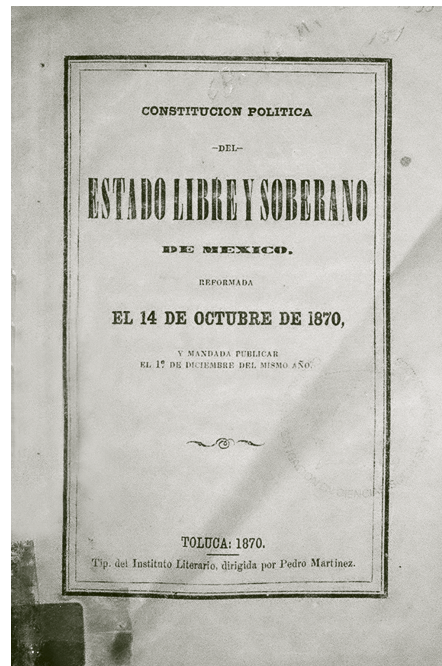 CONSTITUCION POLITICA
-DEL-
ESTADO LIBRE Y SOBERANO
DE MEXICO.
REFORMADA
EL 14 DE OCTUBRE DE 1870,
Y MANDADA PUBLICAR
EL 1º DE DICIEMBRE DEL MISMO AÑO.
TOLUCA: 1870.
Tip. del Instituto Literario, dirigida por Pedro Martinez.